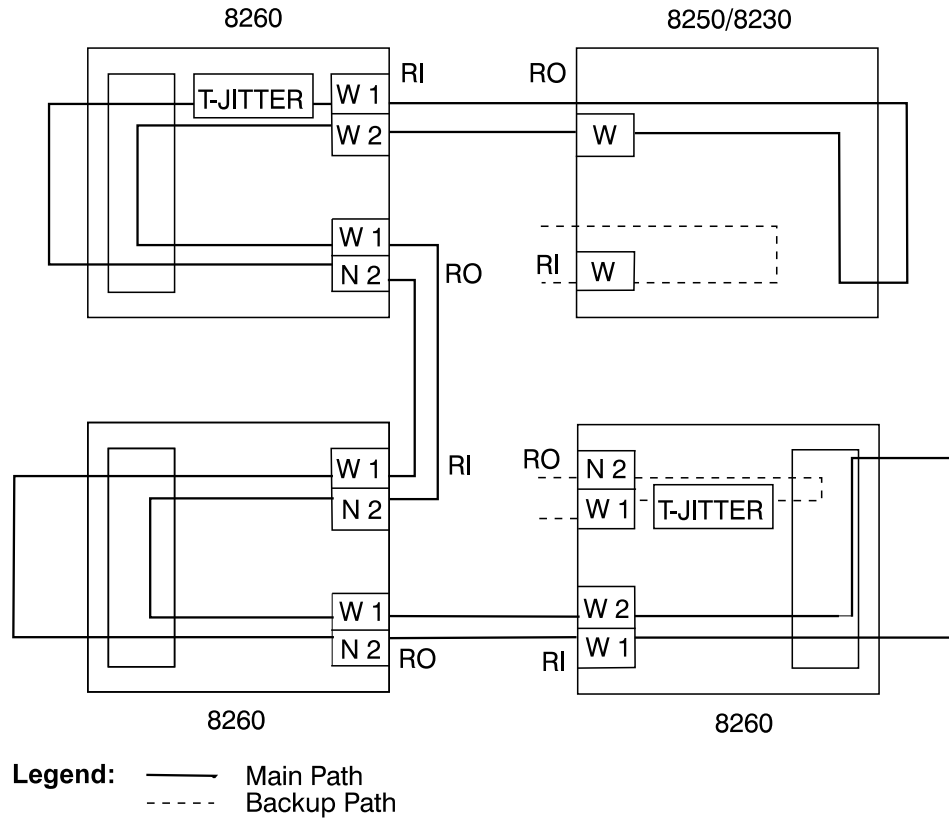 8260
8250/8230
RI
RO
T-JITTER
W 1
W 2
W
W 1
N 2
RO
RI
W
W 1
N 2
RI
RO
N 2
W 1
T-JITTER
W 1
N 2
RO
RI
W 2
W 1
8260
8260
Legend:
Main Path
Backup Path